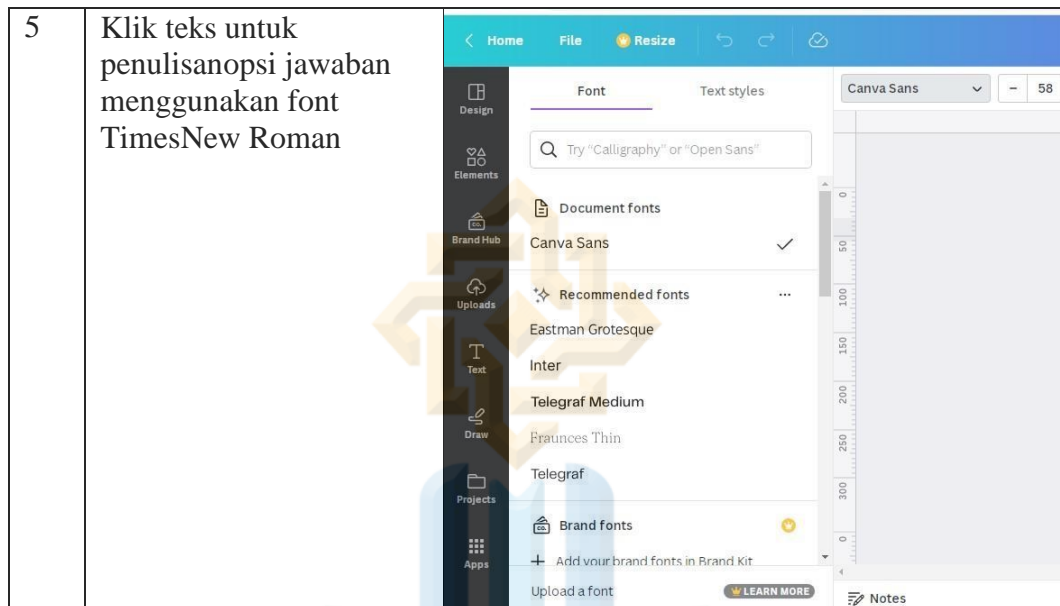 5
Klik teks untuk
penulisanopsi jawaban
menggunakan font
TimesNew Roman
Home File Resize
Design
Elements
Brand Hub
Uploads
Text
Draw
Projects
Apps
Font Text styles
Try “Calligraphy” or “Open Sans”
Document fonts
Canva Sans
Recommended fonts ...
Eastman Grotesque
Inter
Telegraf Medium
Fraunces Thin
Telegraf
Brand fonts
+ Add your brand fonts in Brand Kit
Upload a font LEARN MORE
Canva Sans - 58
0
50
100
150
200
250
300
0
Notes